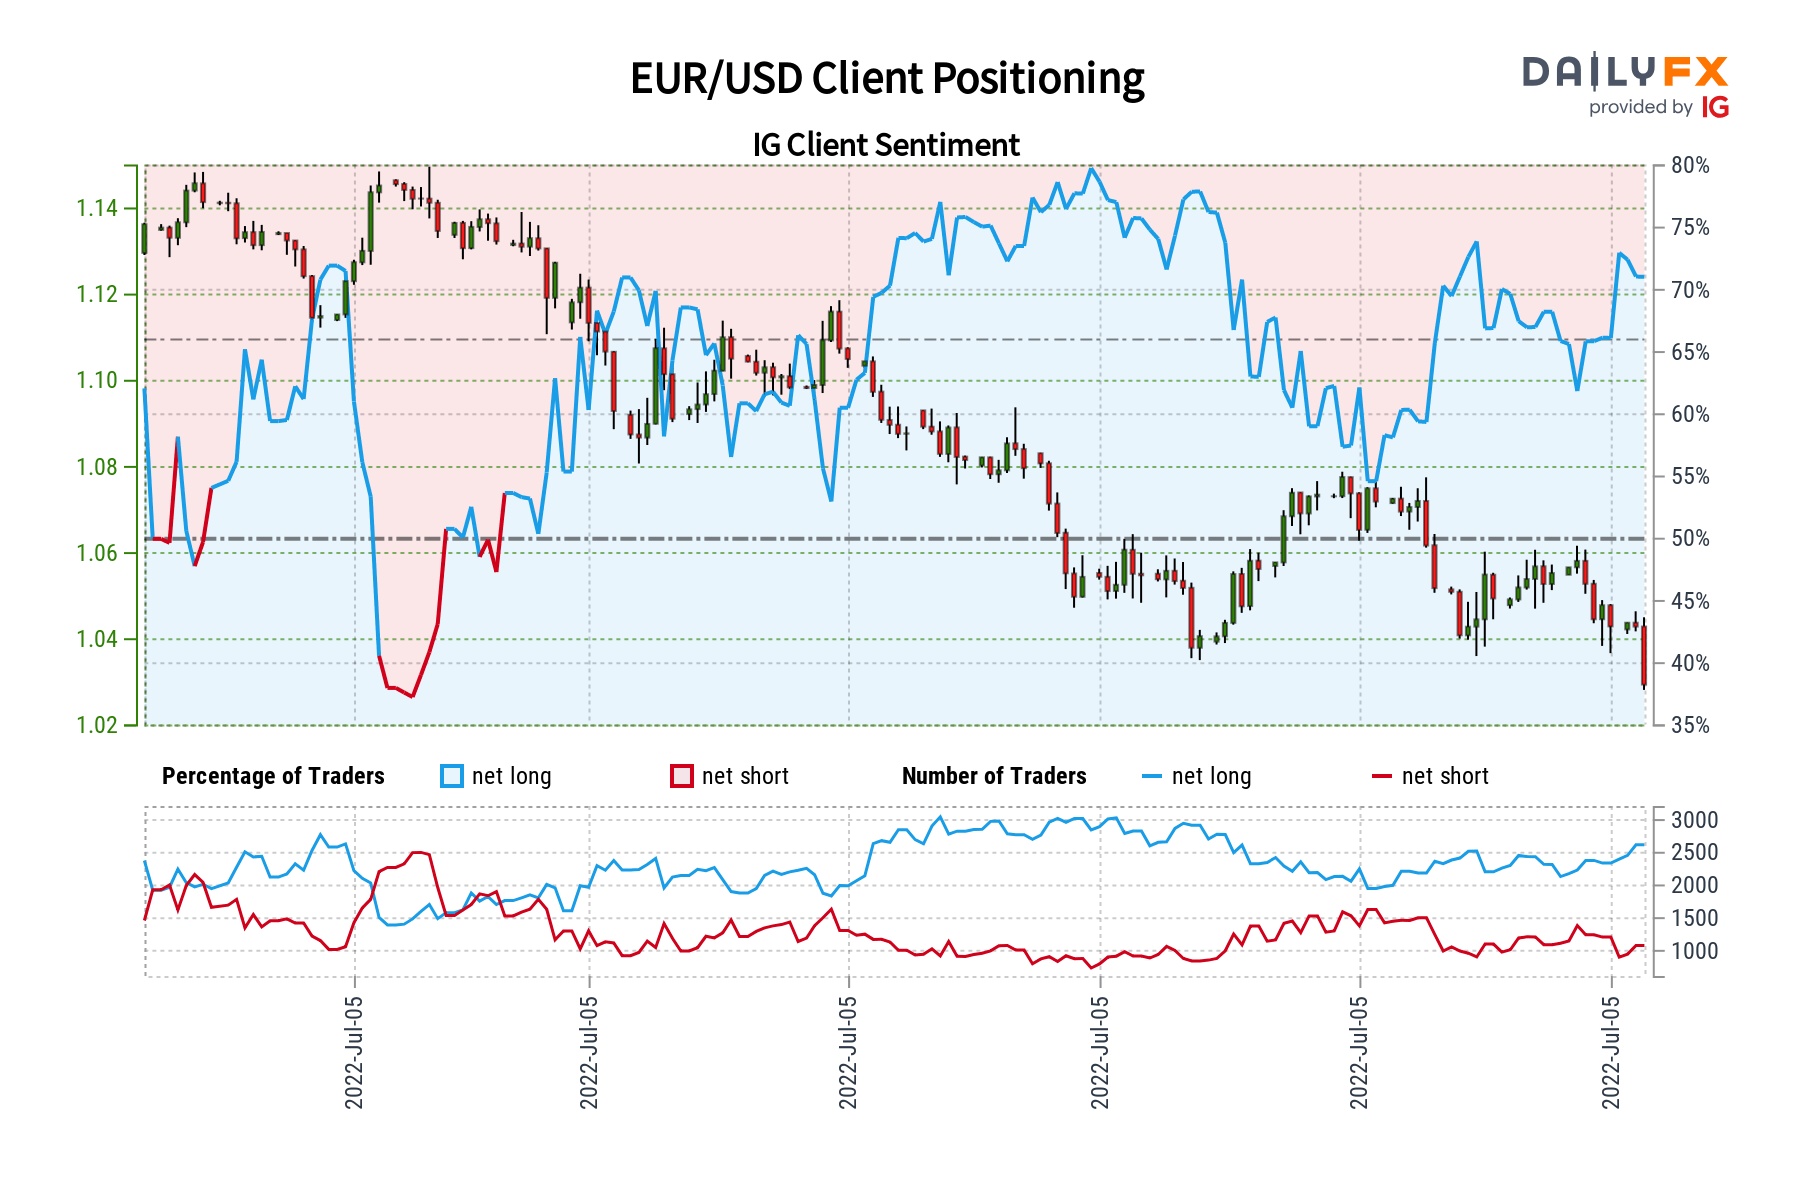 EUR/USD Client Positioning
DAILYFX
provided by IG
IG Client Sentiment
1.14
1.12
1.10
1.08
1.06
1.04
1.02
80%
75%
70%
65%
60%
55%
50%
45%
40%
35%
Percentage of Traders net long net short Number of Traders net long net short
3000
2500
2000
1500
1000
2022-Jul-05
2022-Jul-05
2022-Jul-05
2022-Jul-05
2022-Jul-05
2022-Jul-05